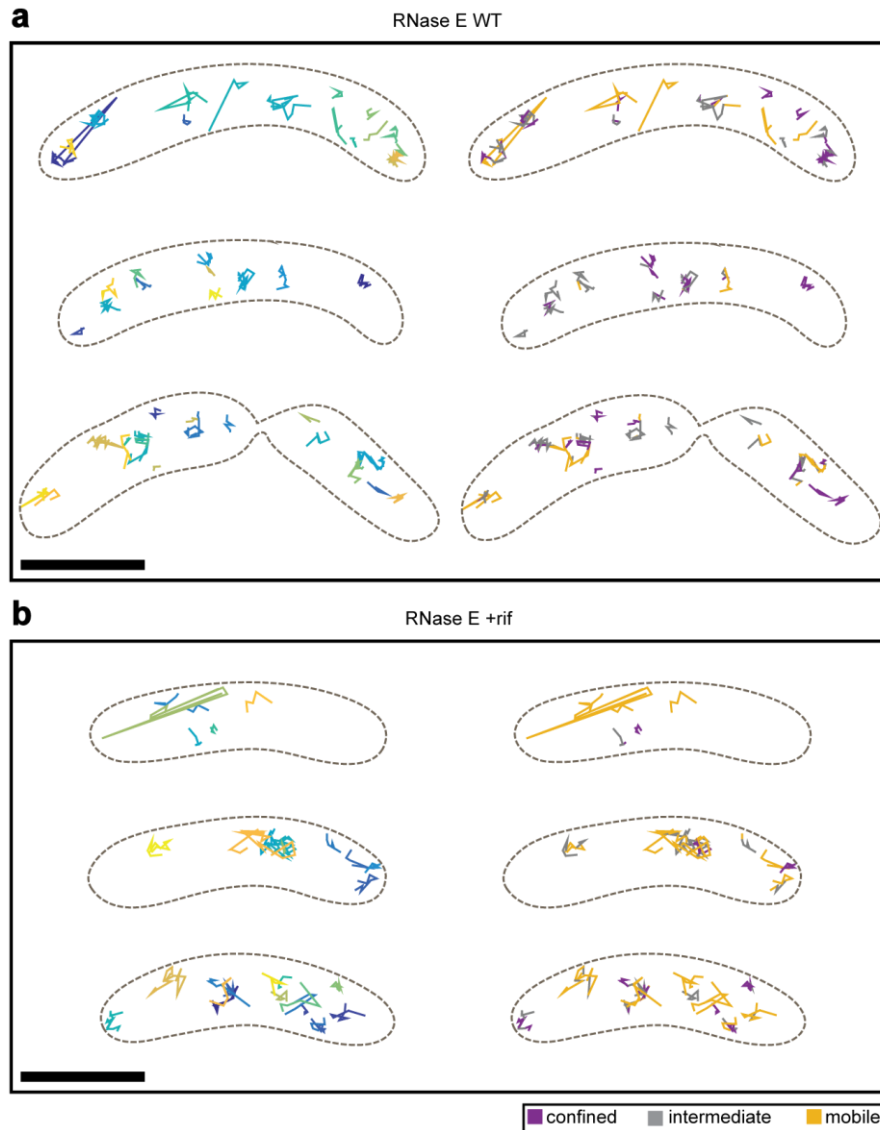 a
RNase E WT
b
RNase E +rif
confined intermediate mobile